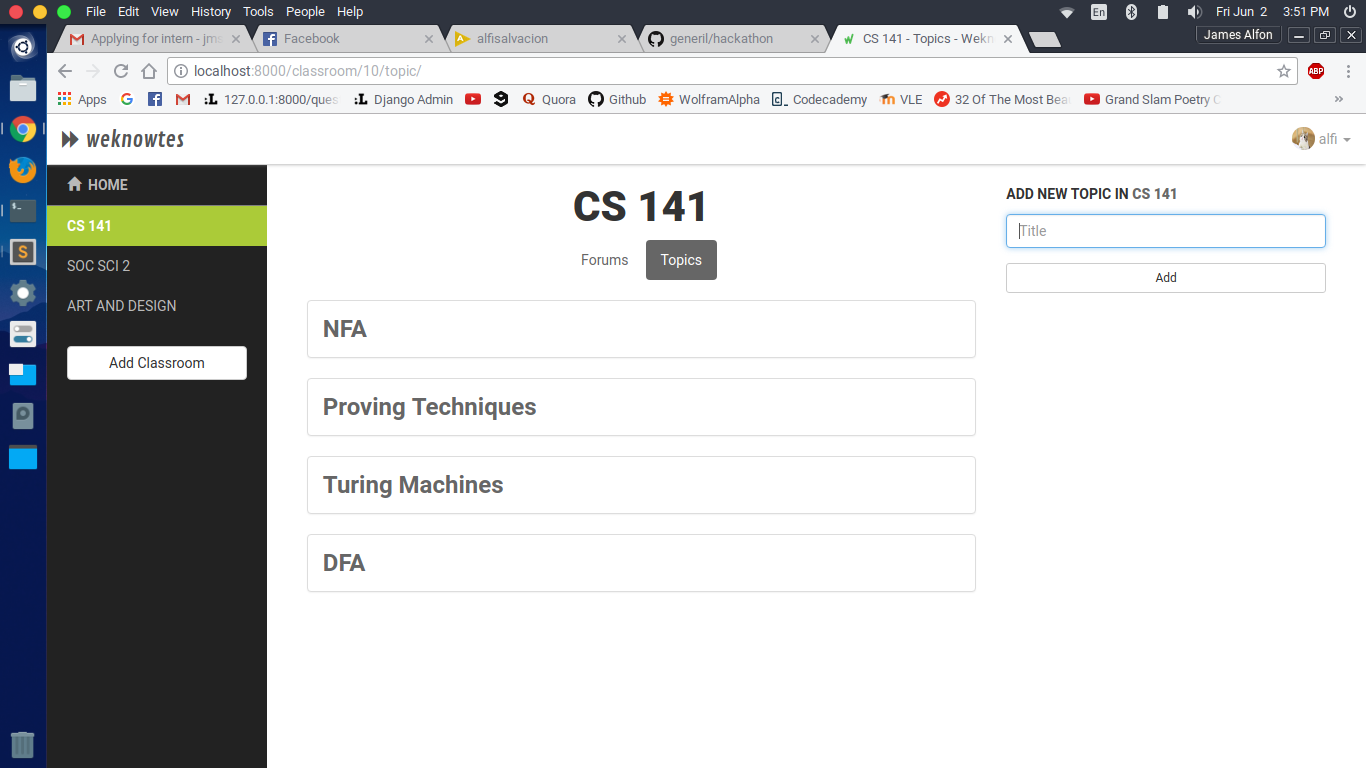 File Edit View History Tools People Help
En
Fri Jun 2 3:51 PM
Applying for intern - jm
Facebook
alfisalvacion
generil/hackathon
CS 141 - Topics - Wekn
James Alfon
localhost:8000/classroom/10/topic/
ABP
Apps
:L 127.0.0.1:8000/ques
:L Django Admin
Quora
Github
WolframAlpha
Codecademy
VLE
32 Of The Most Bea
Grand Slam Poetry C
weknowtes
alfi
HOME
CS 141
SOC SCI 2
ART AND DESIGN
Add Classroom
CS 141
Forums Topics
NFA
Proving Techniques
Turing Machines
DFA
ADD NEW TOPIC IN CS 141
Title
Add